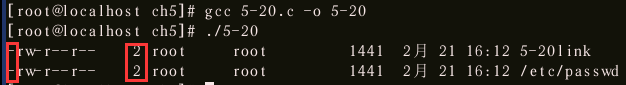 [root@localhost ch5]# gcc 5-20.c -o 5-20
[root@localhost ch5]# ./5-20
-rw-r--r-- 2 root root 1441 2月 21 16:12 5-20link
-rw-r--r-- 2 root root 1441 2月 21 16:12 /etc/passwd